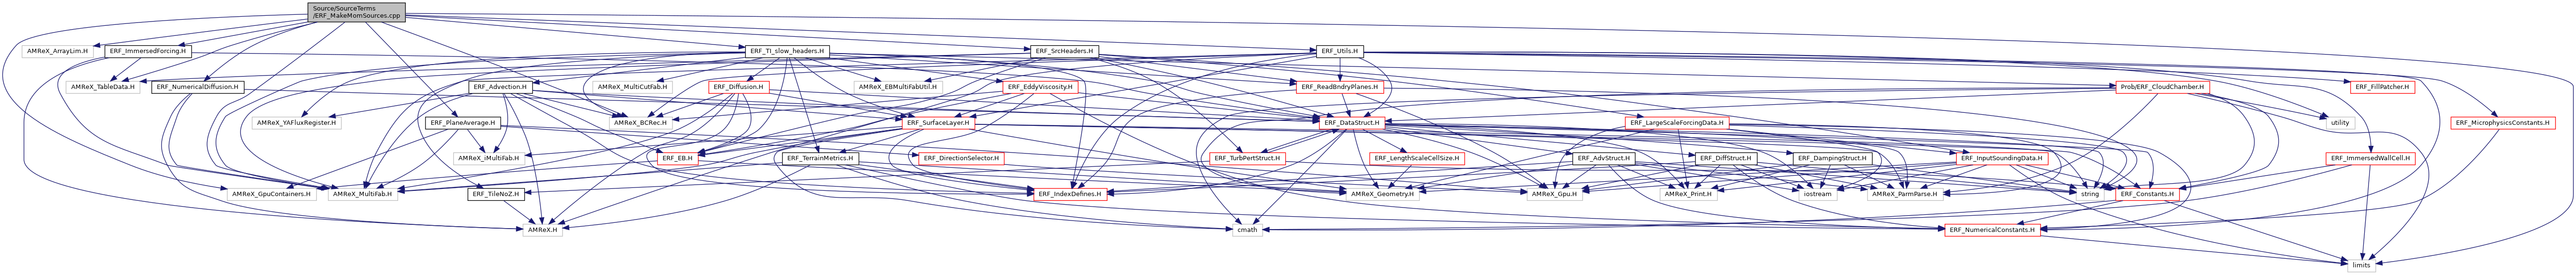 Source/SourceTerms
/ERF_MakeMomSources.cpp
AMReX_ArrayLim.H
ERF_ImmersedForcing.H
ERF_TI_slow_headers.H
ERF_SrcHeaders.H
ERF_Utils.H
AMReX_TableData.H
ERF_NumericalDiffusion.H
ERF_Advection.H
AMReX_MultiCutFab.H
ERF_Diffusion.H
AMReX_EBMultiFabUtil.H
ERF_EddyViscosity.H
ERF_ReadBndryPlanes.H
Prob/ERF_CloudChamber.H
ERF_FillPatcher.H
AMReX_YAFluxRegister.H
ERF_PlaneAverage.H
AMReX_BCRec.H
ERF_SurfaceLayer.H
ERF_DataStruct.H
ERF_LargeScaleForcingData.H
utility
ERF_MicrophysicsConstants.H
AMReX_iMultiFab.H
ERF_EB.H
ERF_TerrainMetrics.H
ERF_DirectionSelector.H
ERF_TurbPertStruct.H
ERF_LengthScaleCellSize.H
ERF_AdvStruct.H
ERF_DiffStruct.H
ERF_DampingStruct.H
ERF_InputSoundingData.H
ERF_ImmersedWallCell.H
AMReX_GpuContainers.H
AMReX_MultiFab.H
ERF_TileNoZ.H
ERF_IndexDefines.H
AMReX_Geometry.H
AMReX_Gpu.H
AMReX_Print.H
iostream
AMReX_ParmParse.H
string
ERF_Constants.H
AMReX.H
cmath
ERF_NumericalConstants.H
limits